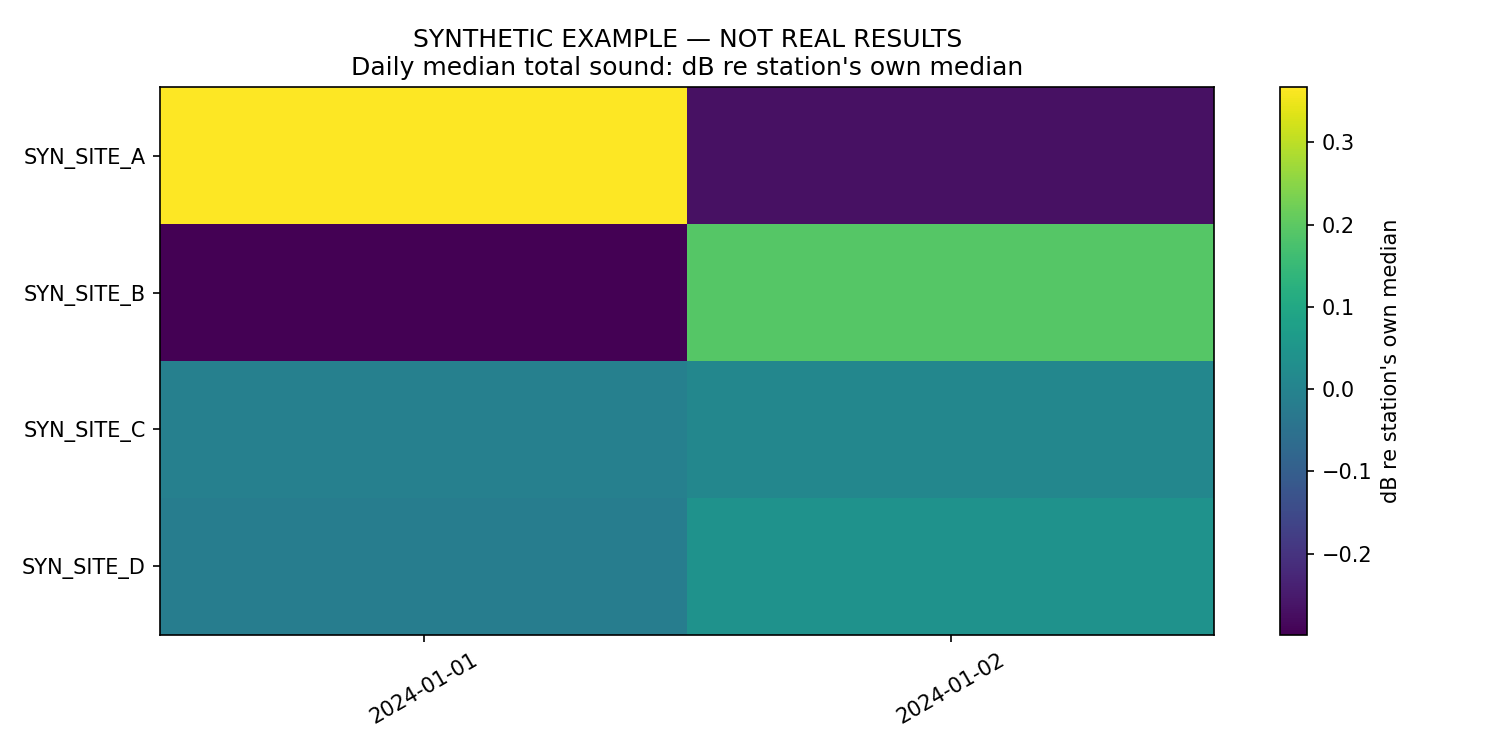 SYNTHETIC EXAMPLE — NOT REAL RESULTS
Daily median total sound: dB re station's own median
SYN_SITE_A
SYN_SITE_B
SYN_SITE_C
SYN_SITE_D
2024-01-01
2024-01-02
0.3
0.2
0.1
0.0
−0.1
−0.2
dB re station's own median